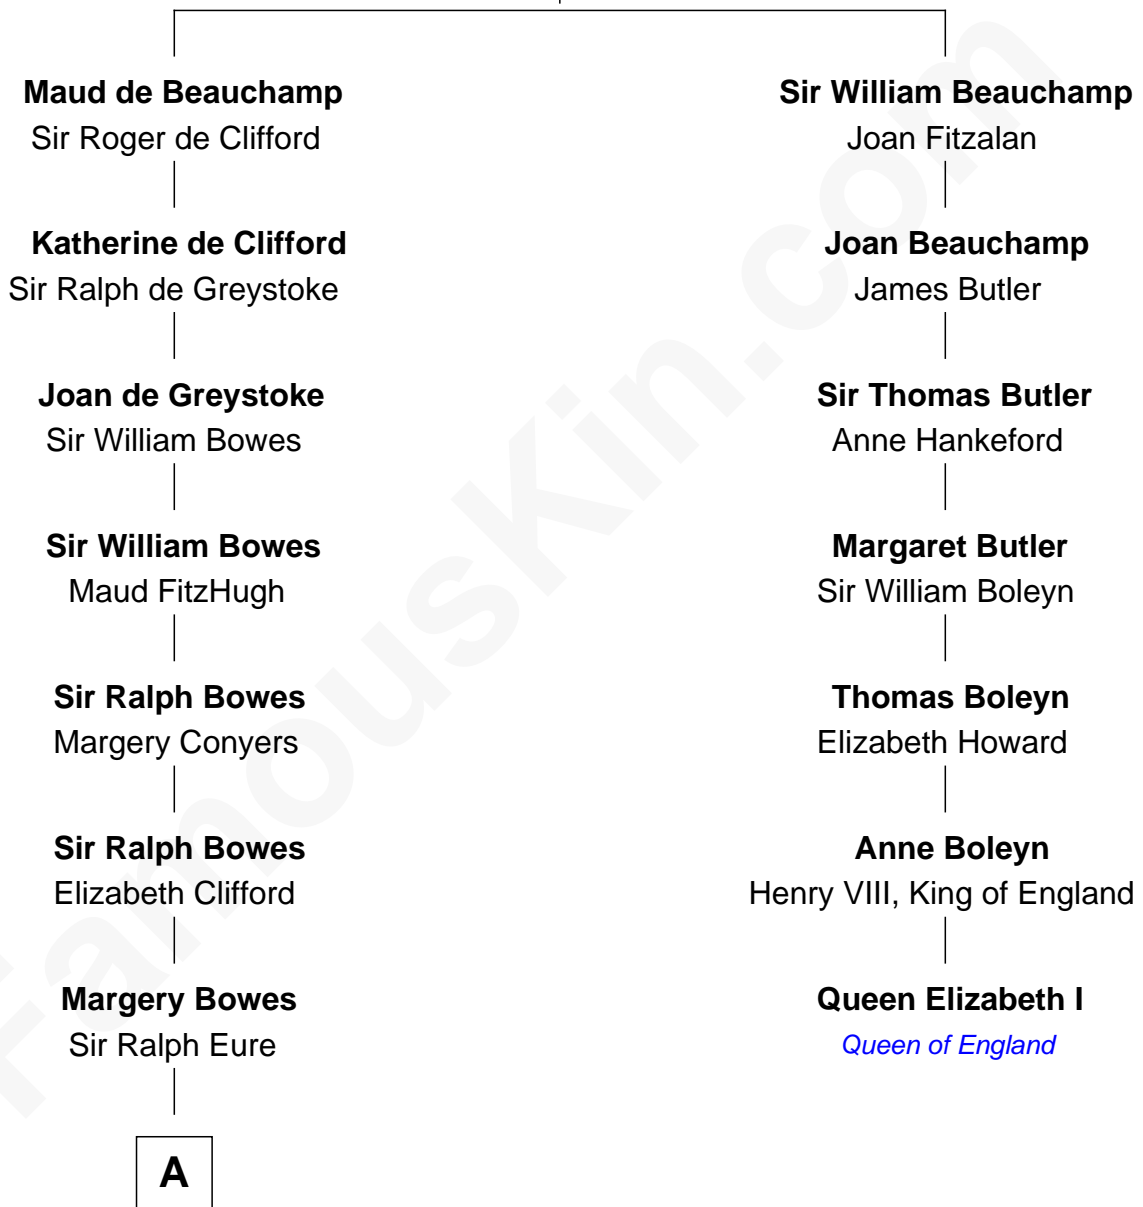 Maud de Beauchamp
Sir Roger de Clifford
Katherine de Clifford
Sir Ralph de Greystoke
Joan de Greystoke
Sir William Bowes
Sir William Bowes
Maud FitzHugh
Sir Ralph Bowes
Margery Conyers
Sir Ralph Bowes
Elizabeth Clifford
Margery Bowes
Sir Ralph Eure
A
Sir William Beauchamp
Joan Fitzalan
Joan Beauchamp
James Butler
Sir Thomas Butler
Anne Hankeford
Margaret Butler
Sir William Boleyn
Thomas Boleyn
Elizabeth Howard
Anne Boleyn
Henry VIII, King of England
Queen Elizabeth I
Queen of England
FamousKin.com